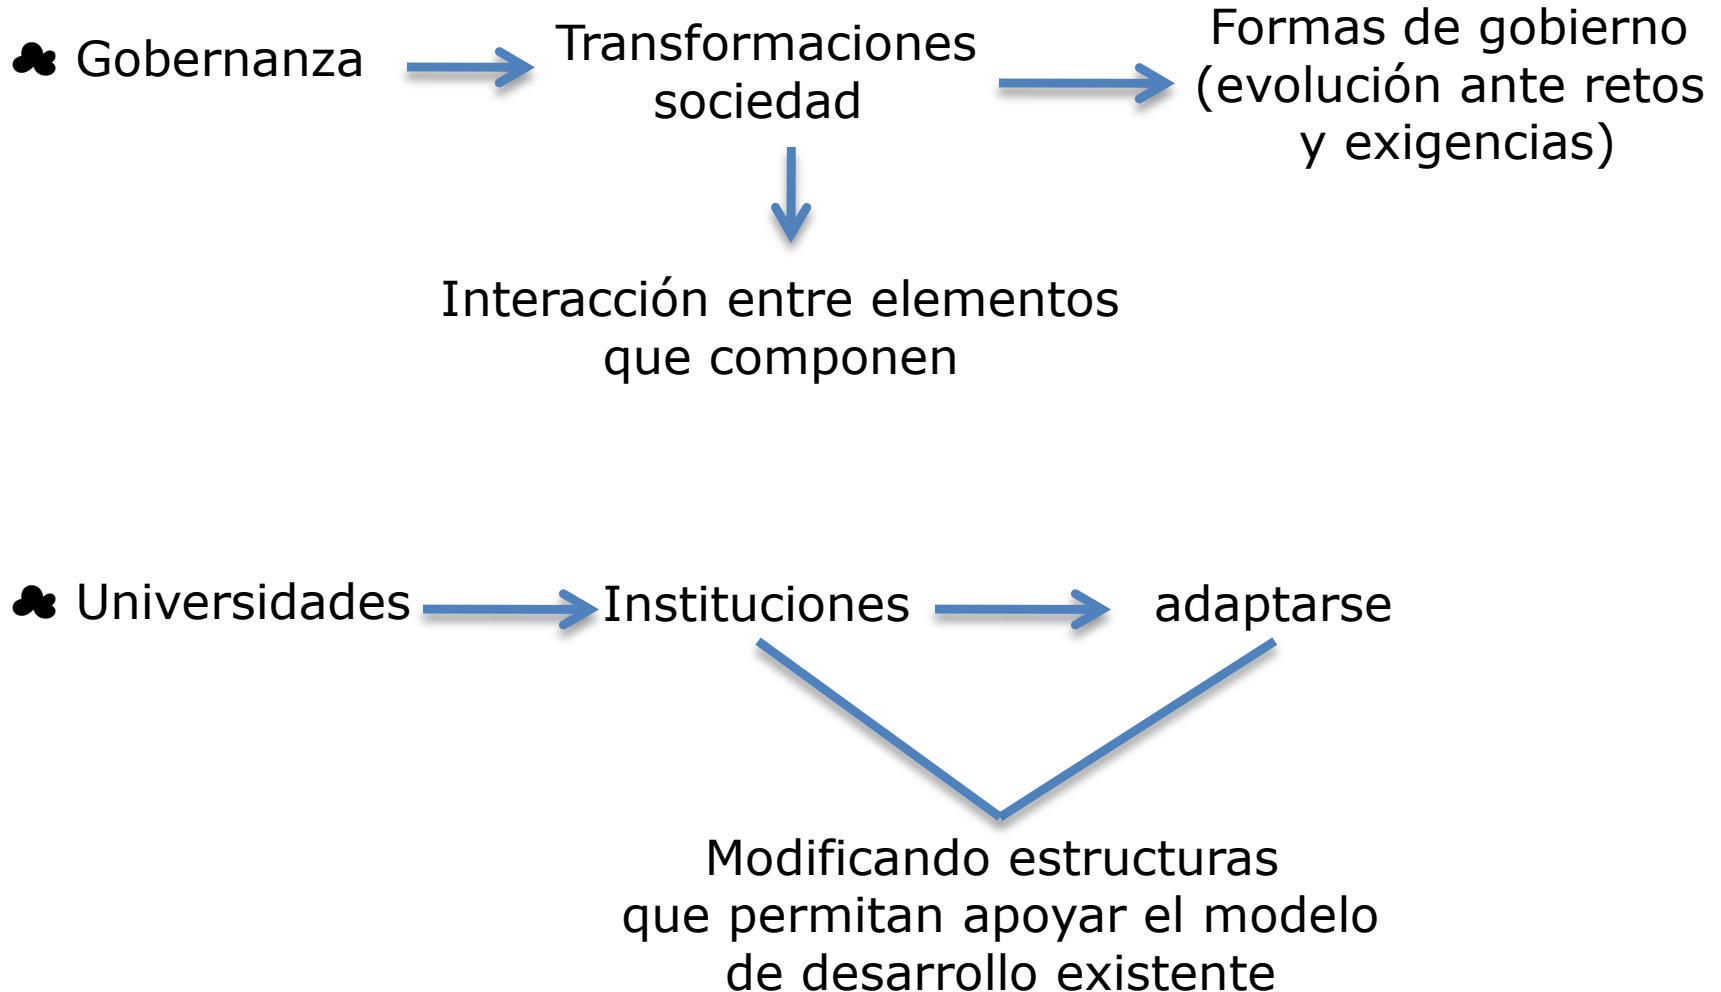 Gobernanza
Transformaciones
sociedad
Formas de gobierno
(evolución ante retos
y exigencias)
Interacción entre elementos
que componen
Universidades
Instituciones
adaptarse
Modificando estructuras
que permitan apoyar el modelo
de desarrollo existente